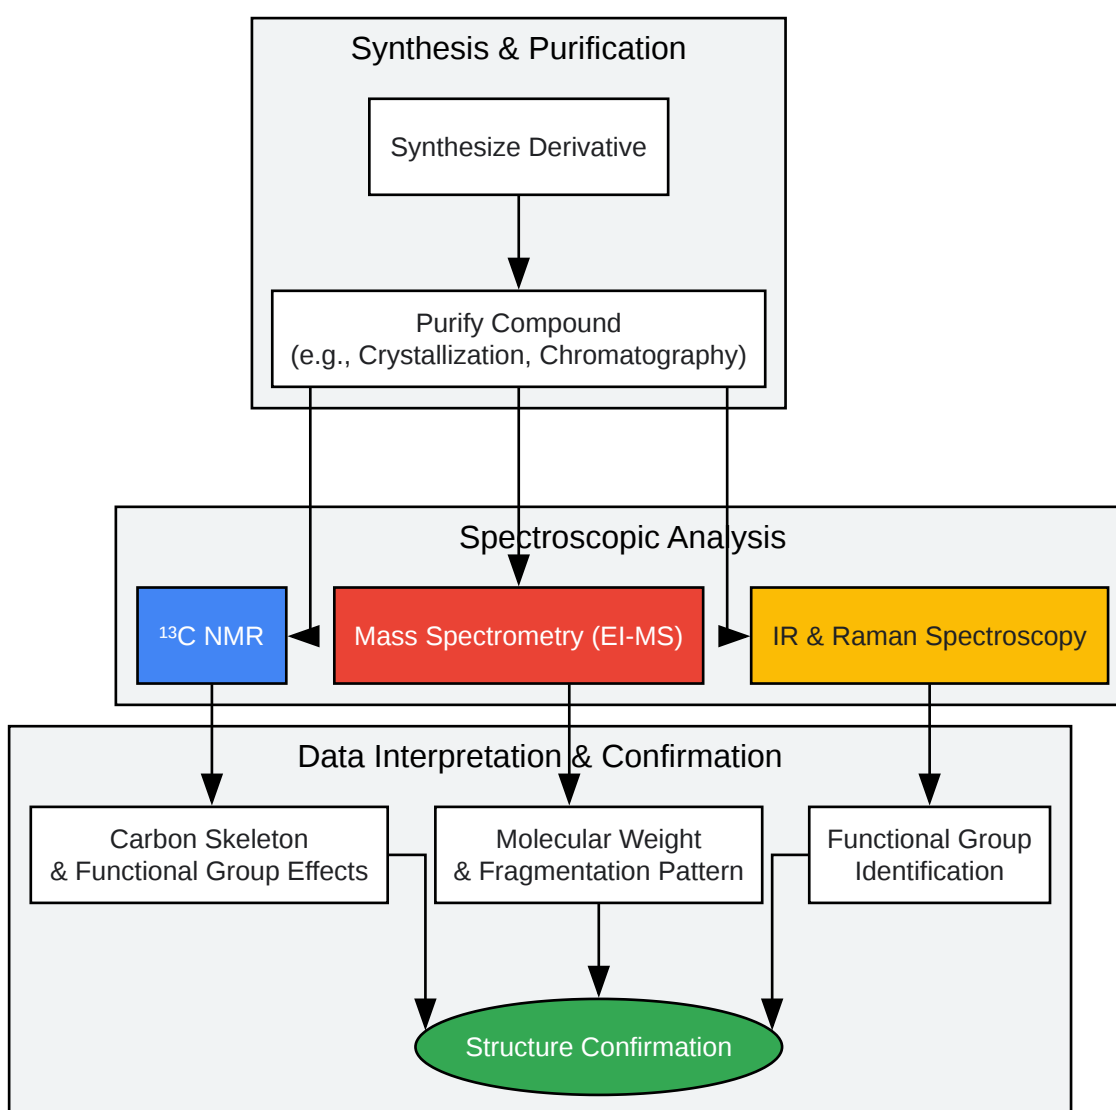 Synthesis & Purification
Synthesize Derivative
Purify Compound
(e.g., Crystallization, Chromatography)
Spectroscopic Analysis
¹³C NMR
Mass Spectrometry (EI-MS)
IR & Raman Spectroscopy
Data Interpretation & Confirmation
Carbon Skeleton
& Functional Group Effects
Molecular Weight
& Fragmentation Pattern
Functional Group
Identification
Structure Confirmation